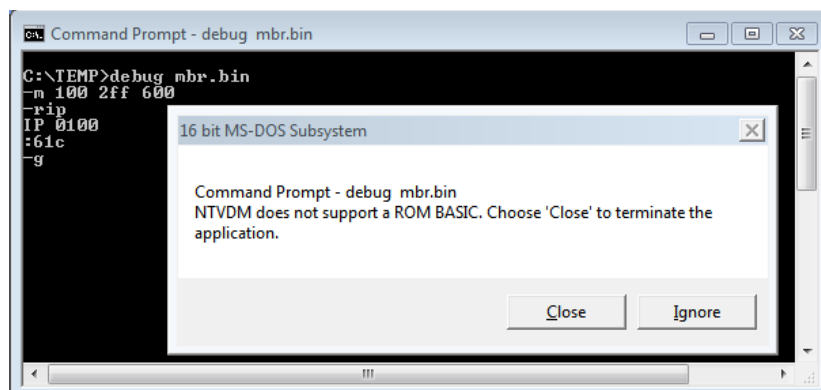 Command Prompt - debug  mbr.bin
C:\TEMP>debug mbr.bin
-m 100 2ff 600
-rip
IP 0100
:61c
-g
16 bit MS-DOS Subsystem
Command Prompt - debug  mbr.bin
NTVDM does not support a ROM BASIC. Choose 'Close' to terminate the
application.
Close
Ignore